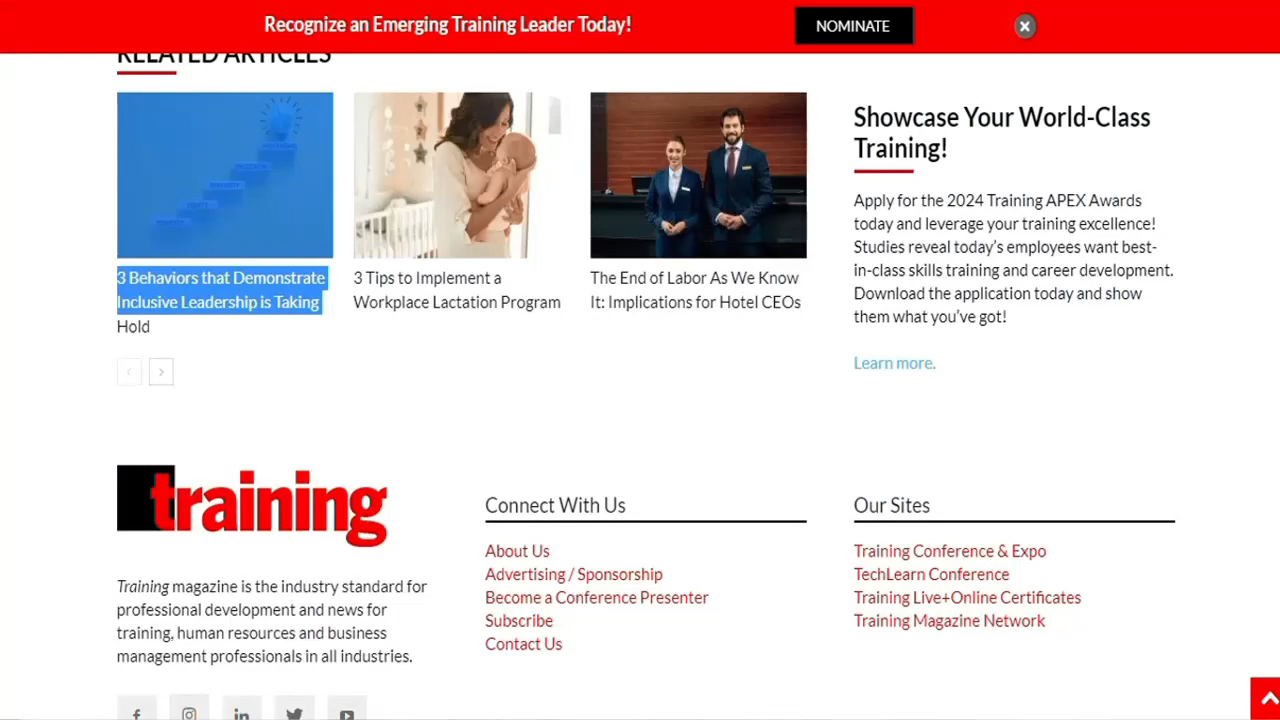 Recognize an Emerging Training Leader Today!
NOMINATE
RELATED ARTICLES
3 Behaviors that Demonstrate
Inclusive Leadership is Taking
Hold
3 Tips to Implement a
Workplace Lactation Program
The End of Labor As We Know
It: Implications for Hotel CEOs
Showcase Your World-Class
Training!
Apply for the 2024 Training APEX Awards
today and leverage your training excellence!
Studies reveal today's employees want best-
in-class skills training and career development.
Download the application today and show
them what you've got!
Learn more.
training
Training magazine is the industry standard for
professional development and news for
training, human resources and business
management professionals in all industries.
Connect With Us
About Us
Advertising / Sponsorship
Become a Conference Presenter
Subscribe
Contact Us
Our Sites
Training Conference & Expo
TechLearn Conference
Training Live+Online Certificates
Training Magazine Network